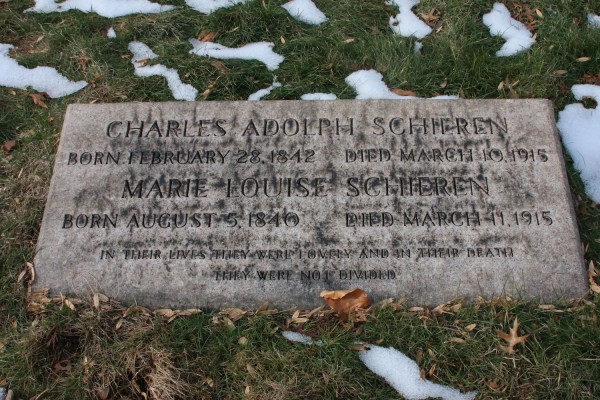 CHARLES ADOLPH SCHIEREN
BORN FEBRUARY 28, 1842 DIED MARCH 10, 1915
MARIE LOUISE SCHIEREN
BORN AUGUST 5, 1840 DIED MARCH 11, 1915
IN THEIR LIVES THEY WERE LOVELY AND IN THEIR DEATH
THEY WERE NOT DIVIDED